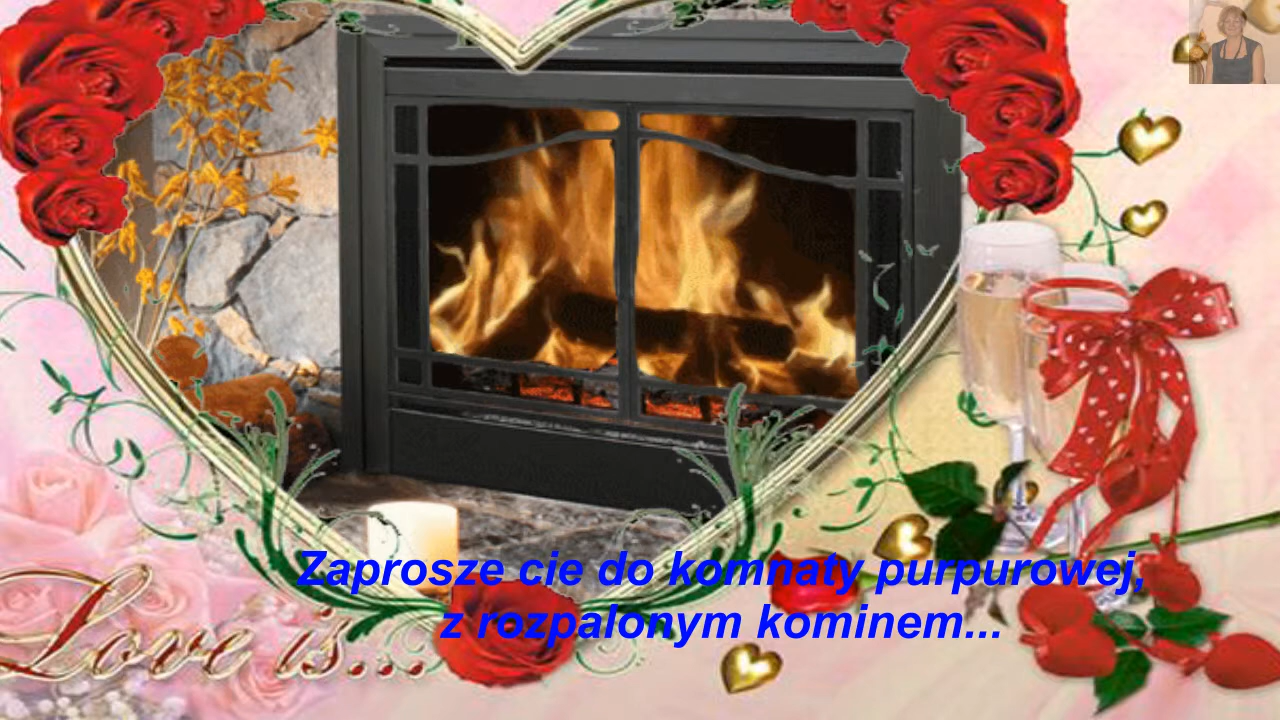 Zaprosze cie do komnaty purpurowej,
z rozpalonym kominem...
Love is...